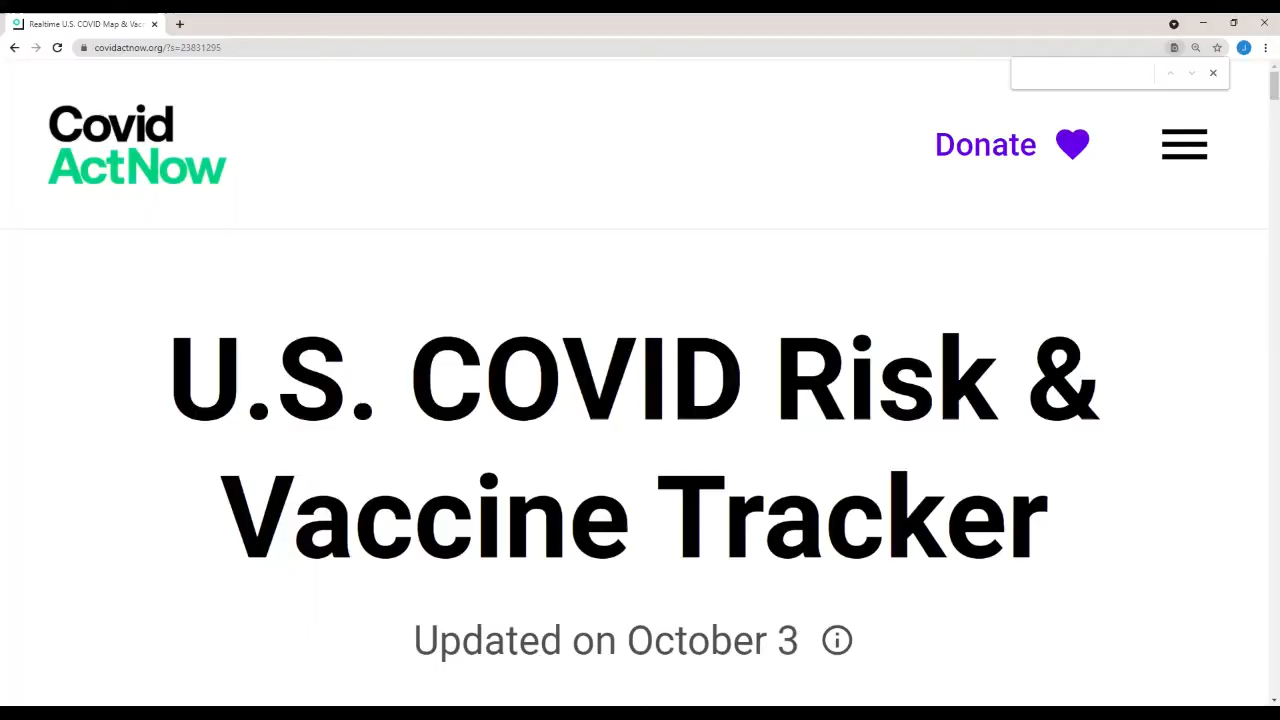 Realtime U.S. COVID Map & Vac
covidactnow.org/?s=23831295
J
Covid
ActNow
Donate
U.S. COVID Risk &
Vaccine Tracker
Updated on October 3